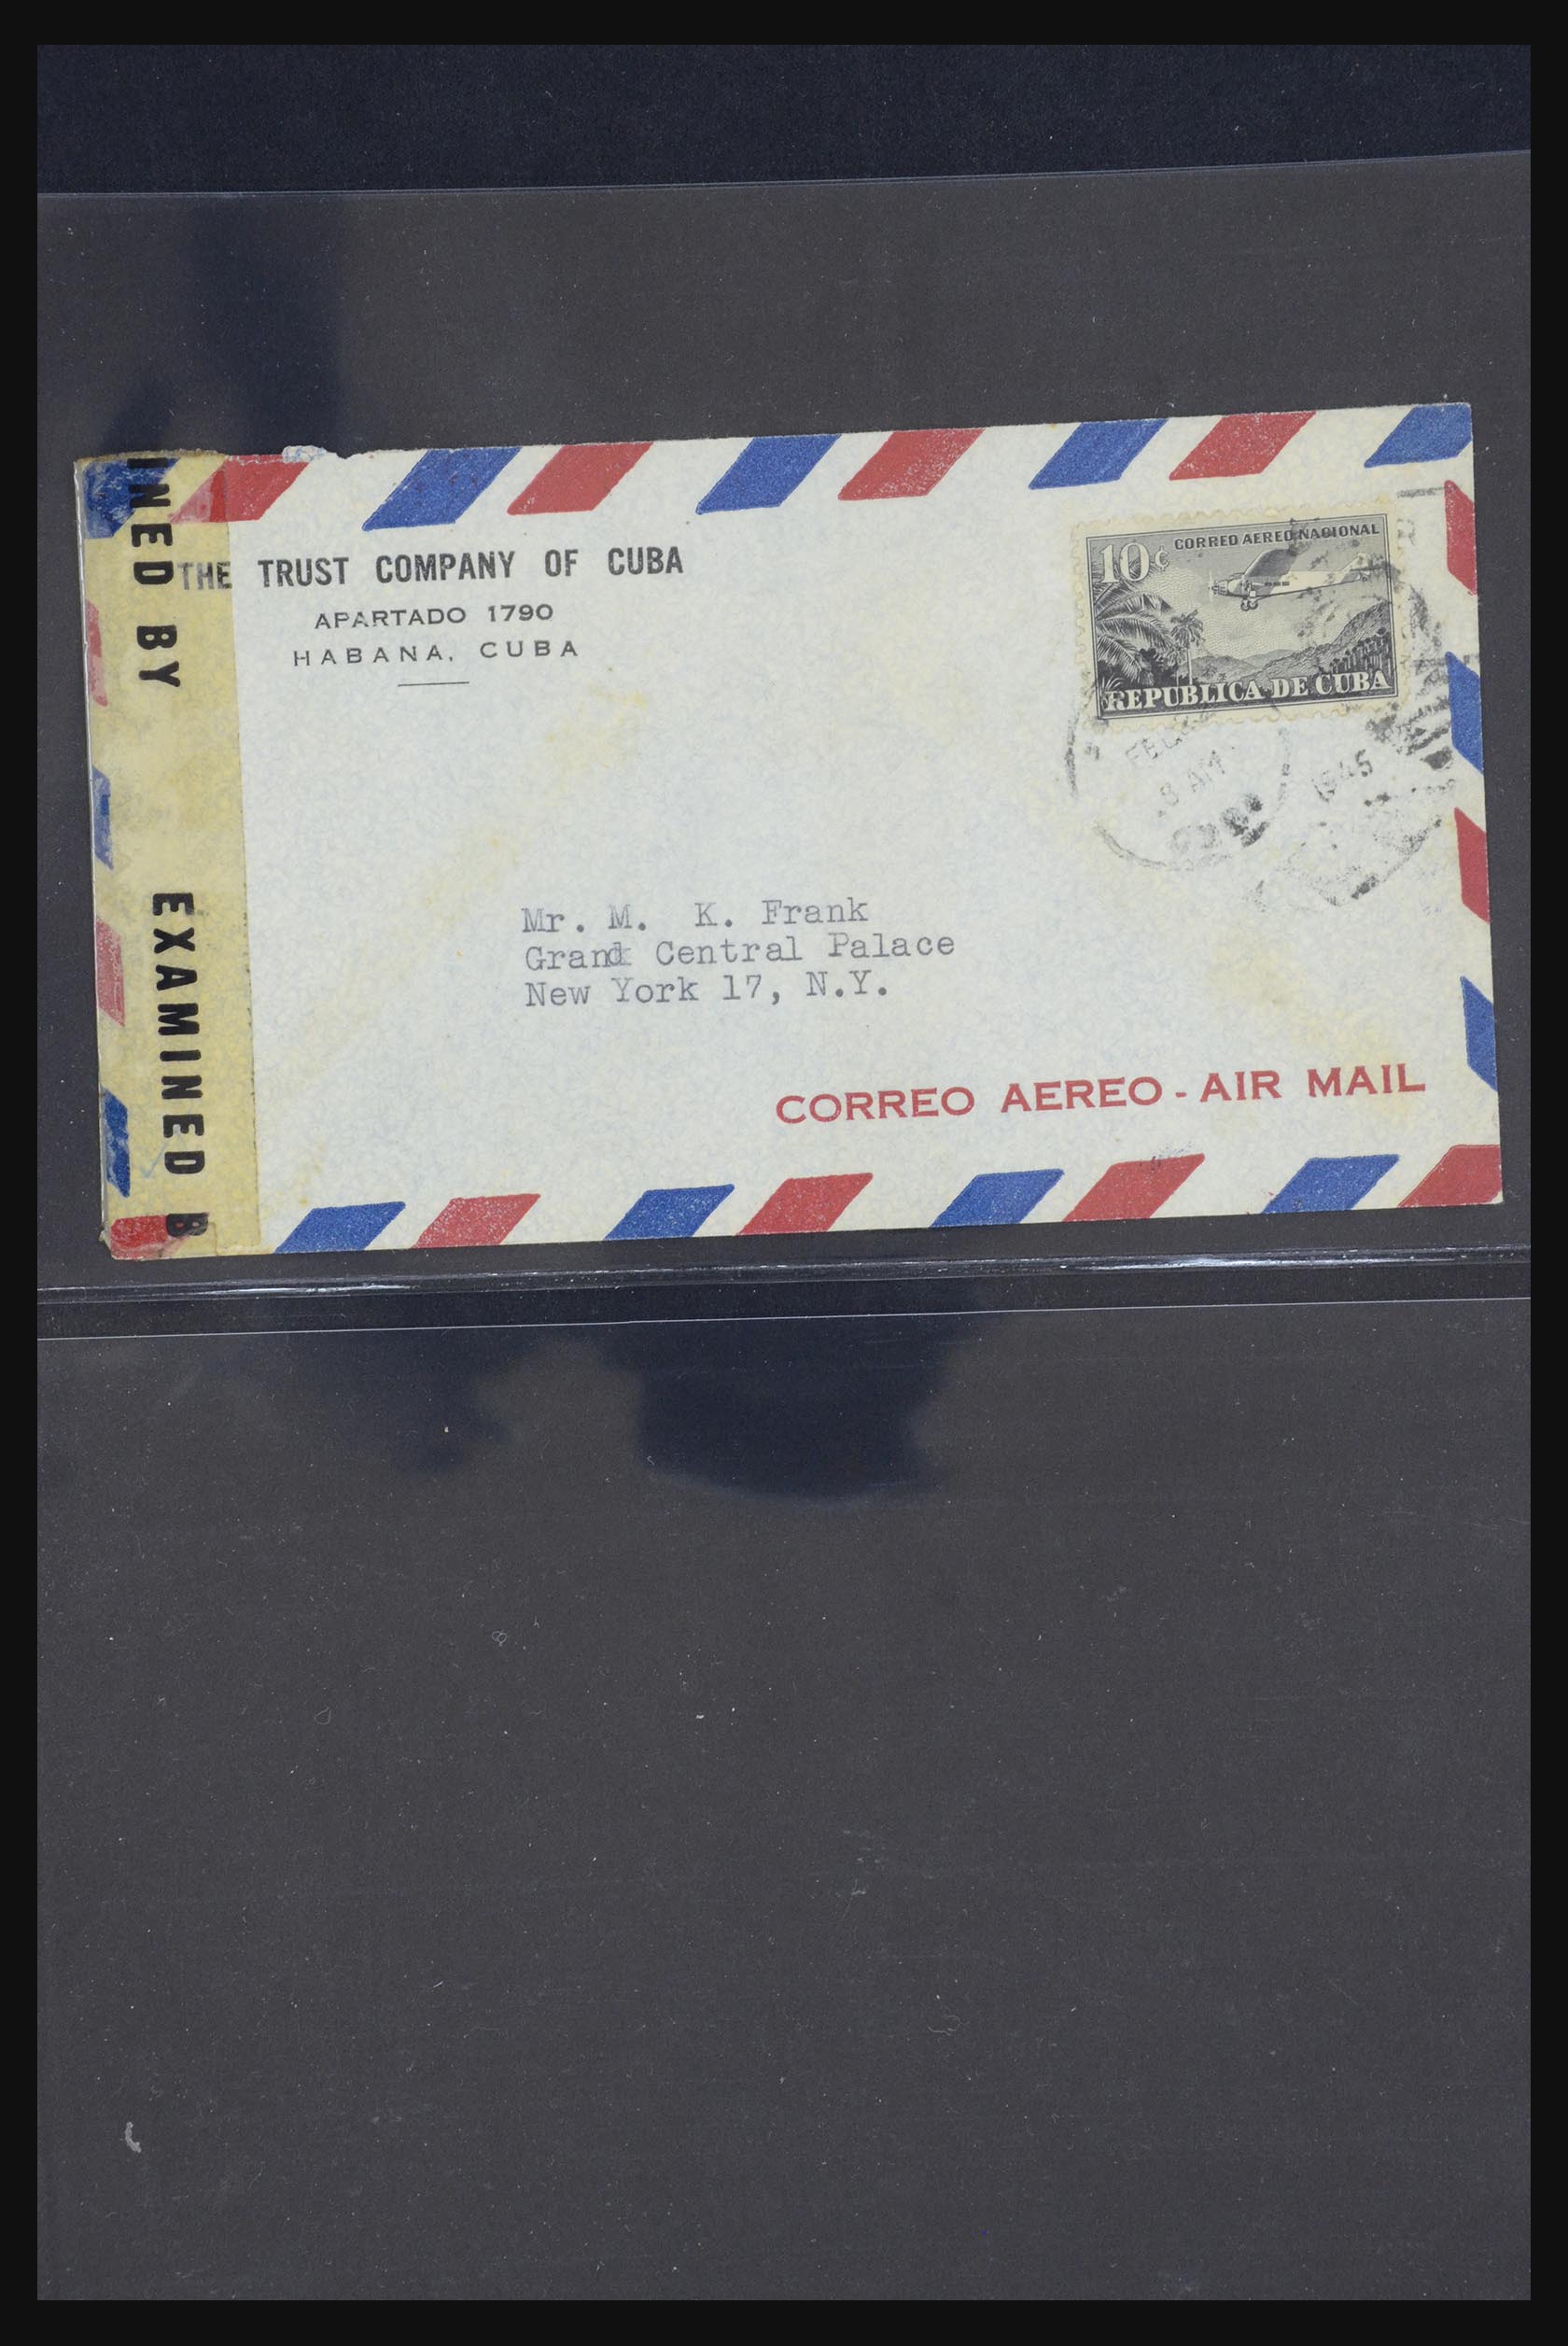 INED BY
EXAMINED B
THE TRUST COMPANY OF CUBA
APARTADO 1790
HABANA, CUBA
CORREO AEREO NACIONAL
10¢
REPUBLICA DE CUBA
8 AM
1945
Mr. M. K. Frank
Grand Central Palace
New York 17, N.Y.
CORREO AEREO - AIR MAIL